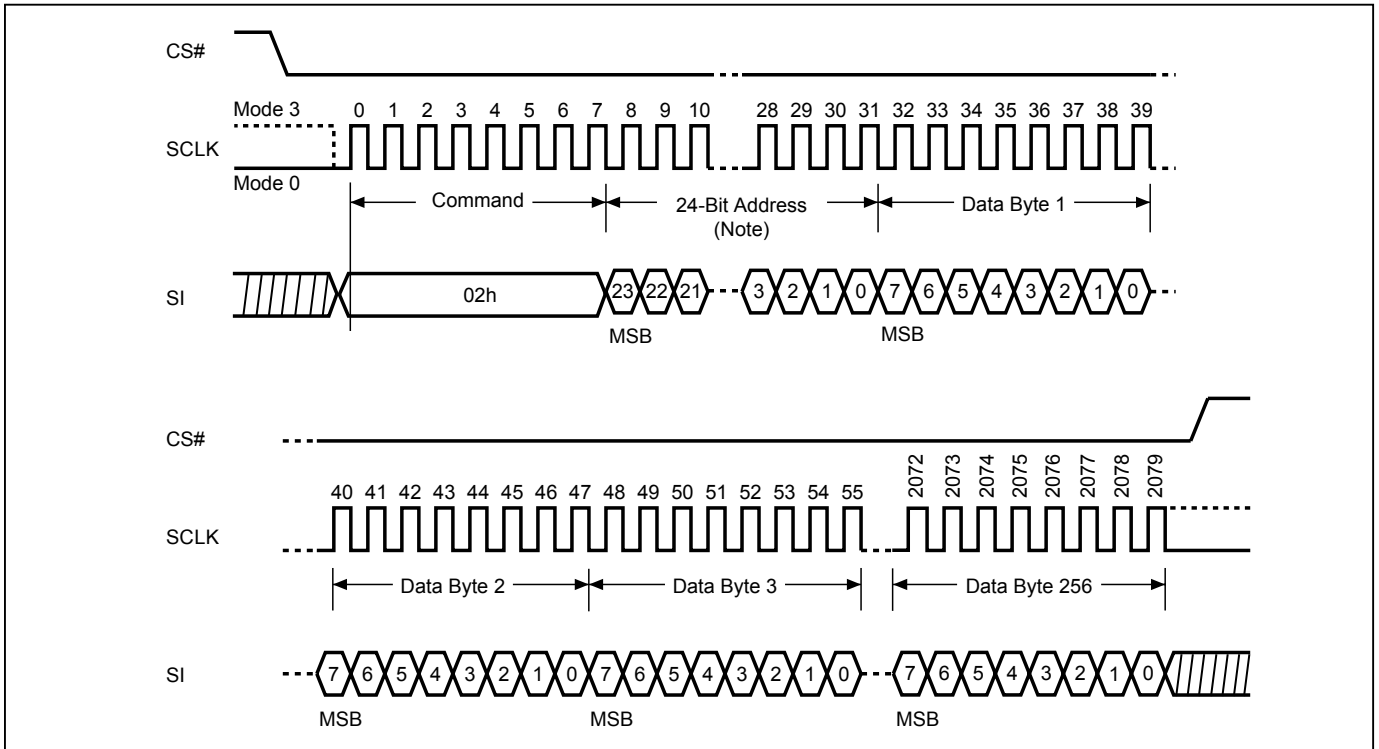 CS#
Mode 3
0 1 2 3 4 5 6 7 8 9 10 28 29 30 31 32 33 34 35 36 37 38 39
SCLK
Mode 0
Command
24-Bit Address
(Note)
Data Byte 1
SI
02h
23 22 21 3 2 1 0 7 6 5 4 3 2 1 0
MSB MSB
CS#
40 41 42 43 44 45 46 47 48 49 50 51 52 53 54 55 2072 2073 2074 2075 2076 2077 2078 2079
SCLK
Data Byte 2 Data Byte 3 Data Byte 256
SI
7 6 5 4 3 2 1 0 7 6 5 4 3 2 1 0 7 6 5 4 3 2 1 0
MSB MSB MSB